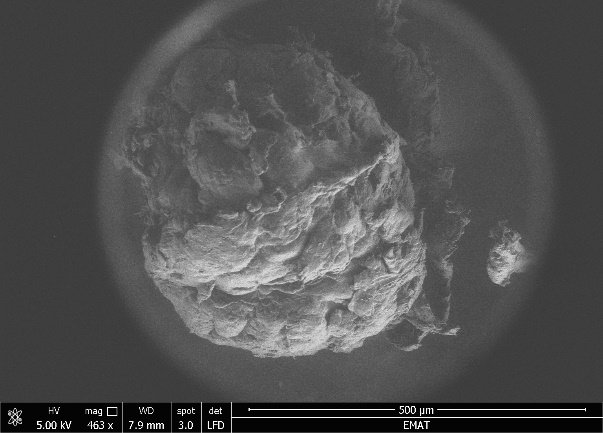 HV mag □ WD spot det 500 µm
5.00 kV 463 x 7.9 mm 3.0 LFD EMAT